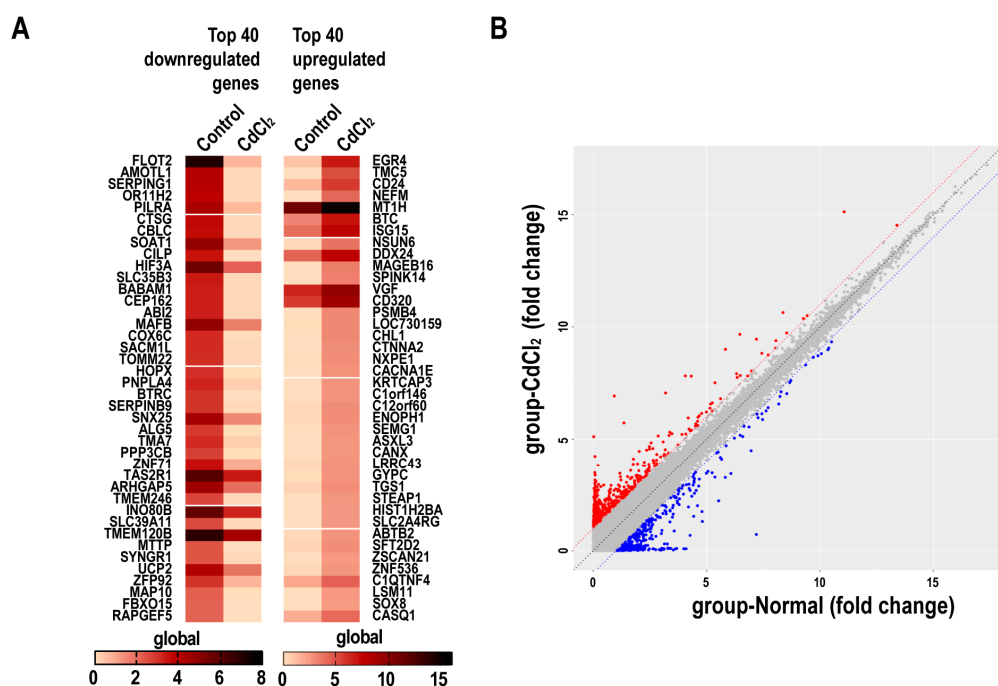 A
Top 40
downregulated
genes
Top 40
upregulated
genes
Control
CdCl₂
Control
CdCl₂
FLOT2
AMOTL1
SERPING1
OR11H2
PILRA
CTSG
CBLC
SOAT1
CILP
HIF3A
SLC35B3
BABAM1
CEP162
ABI2
MAFB
COX6C
SACM1L
TOMM22
HOPX
PNPLA4
BTRC
SERPINB9
SNX25
ALG5
TMA7
PPP3CB
ZNF71
TAS2R1
ARHGAP5
TMEM246
INO80B
SLC39A11
TMEM120B
MTTP
SYNGR1
UCP2
ZFP92
MAP10
FBXO15
RAPGEF5
EGR4
TMC5
CD24
NEFM
MT1H
BTC
ISG15
NSUN6
DDX24
MAGEB16
SPINK14
VGF
CD320
PSMB4
LOC730159
CHL1
CTNNA2
NXPE1
CACNA1E
KRTCAP3
C1orf146
C12orf60
ENOPH1
SEMG1
ASXL3
CANX
LRRC43
GYPC
TGS1
STEAP1
HIST1H2BA
SLC2A4RG
ABTB2
SFT2D2
ZSCAN21
ZNF536
C1QTNF4
LSM11
SOX8
CASQ1
global
0 2 4 6 8
global
0 5 10 15
B
group-CdCl₂ (fold change)
15
10
5
0
0 5 10 15
group-Normal (fold change)